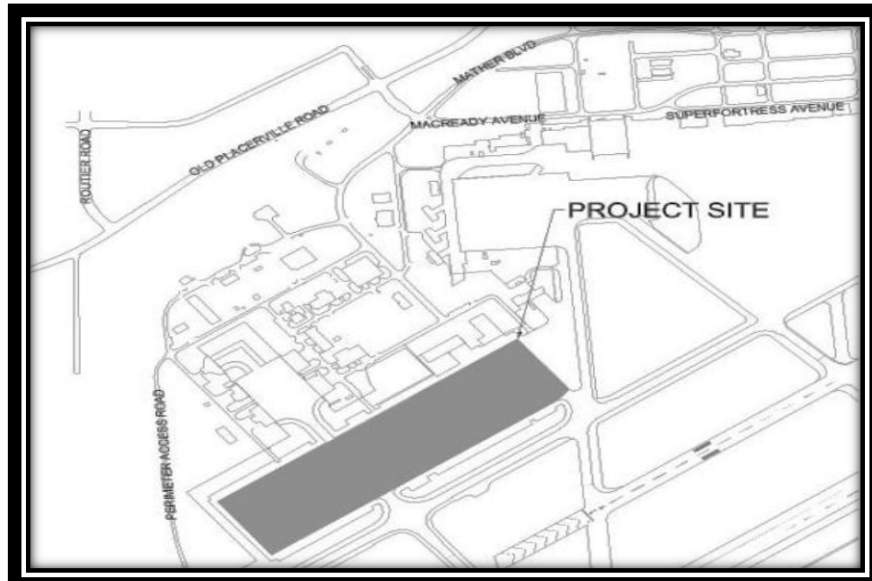 MATHER BLVD
MACREADY AVENUE
SUPERFORTRESS AVENUE
OLD PLACERVILLE ROAD
ROUTIER ROAD
PROJECT SITE
PERIMETER ACCESS ROAD